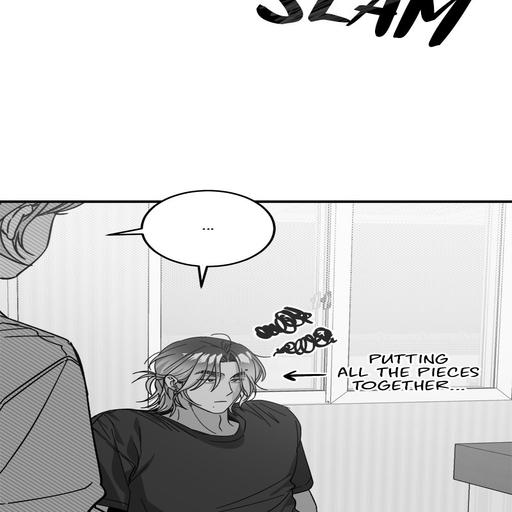 SLAM
...
PUTTING
ALL THE PIECES
TOGETHER...